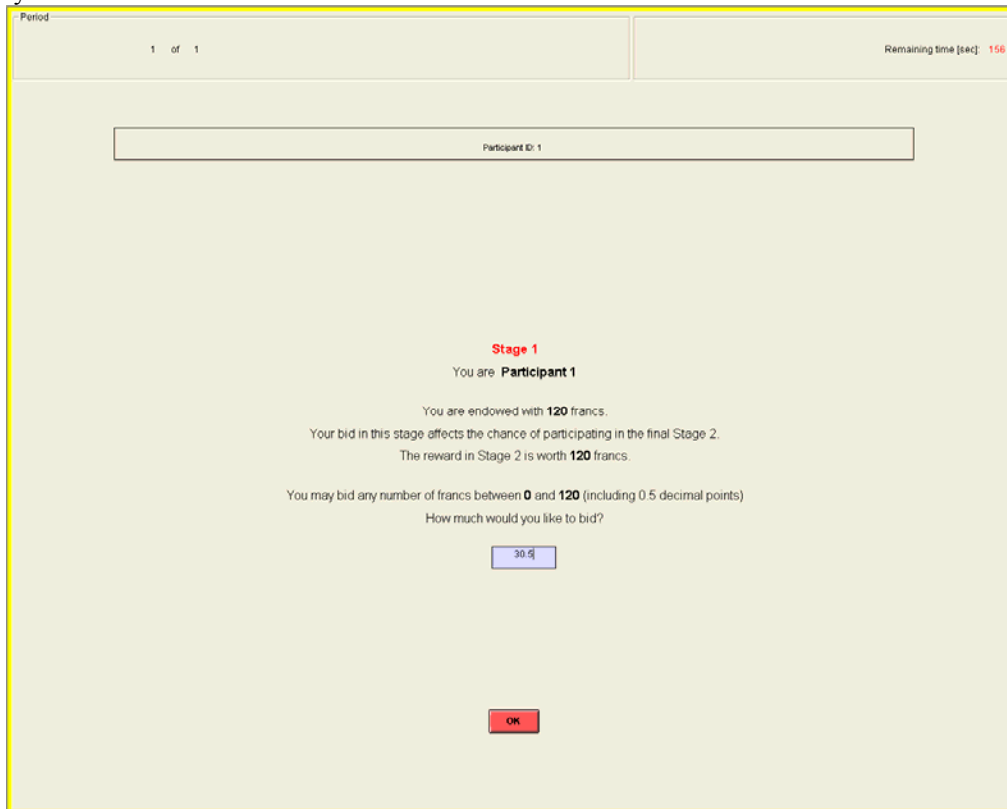 Period
1 of 1
Remaining time [sec]: 156
Participant ID: 1
Stage 1
You are Participant 1
You are endowed with 120 francs.
Your bid in this stage affects the chance of participating in the final Stage 2.
The reward in Stage 2 is worth 120 francs.
You may bid any number of francs between 0 and 120 (including 0.5 decimal points)
How much would you like to bid?
30.5
OK